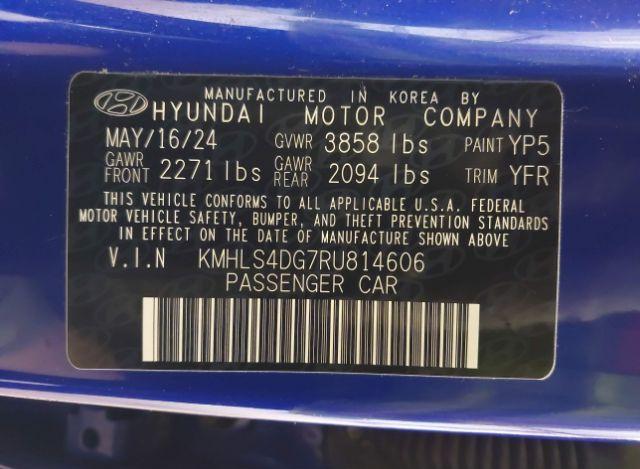 MANUFACTURED IN KOREA BY
HYUNDAI MOTOR COMPANY
MAY/16/24 GVWR 3858 lbs PAINT YP5
GAWR FRONT 2271 lbs GAWR REAR 2094 lbs TRIM YFR
THIS VEHICLE CONFORMS TO ALL APPLICABLE U.S.A. FEDERAL
MOTOR VEHICLE SAFETY, BUMPER, AND THEFT PREVENTION STANDARDS
IN EFFECT ON THE DATE OF MANUFACTURE SHOWN ABOVE
V.I.N KMHLS4DG7RU814606
PASSENGER CAR